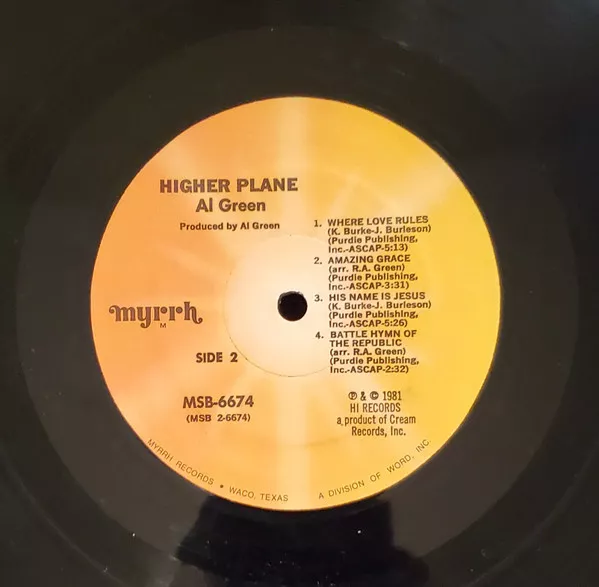 HIGHER PLANE
Al Green
Produced by Al Green
1. WHERE LOVE RULES
(K. Burke-J. Burleson)
(Purdie Publishing,
Inc.-ASCAP-5:13)
2. AMAZING GRACE
(arr. R.A. Green)
(Purdie Publishing,
Inc.-ASCAP-3:31)
3. HIS NAME IS JESUS
(K. Burke-J. Burleson)
(Purdie Publishing,
Inc.-ASCAP-5:26)
4. BATTLE HYMN OF
THE REPUBLIC
(arr. R.A. Green)
(Purdie Publishing,
Inc.-ASCAP-2:32)
myrrh
M
SIDE 2
MSB-6674
(MSB 2-6674)
℗ & © 1981
HI RECORDS
a product of Cream
Records, Inc.
MYRRH RECORDS • WACO, TEXAS A DIVISION OF WORD, INC.